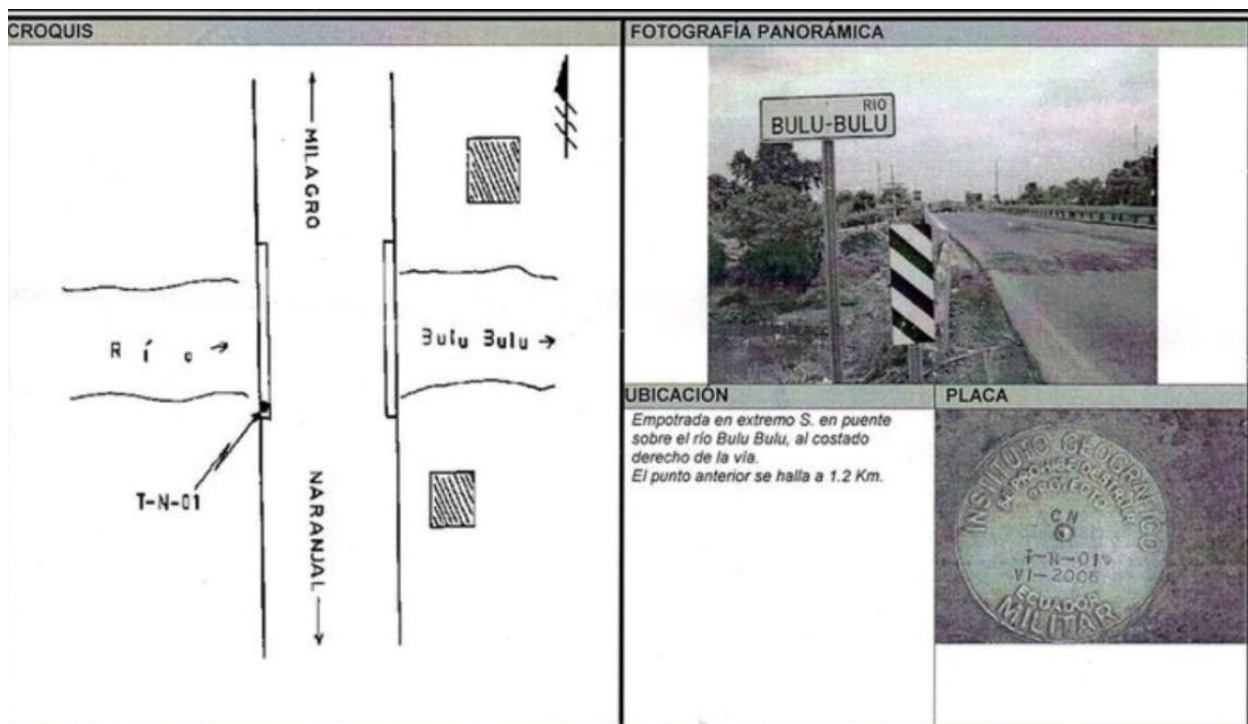 CROQUIS
MILAGRO
Río →
Bulu Bulu →
T-N-01
NARANJAL
FOTOGRAFÍA PANORÁMICA
RIO
BULU-BULU
UBICACIÓN
Empotrada en extremo S. en puente
sobre el río Bulu Bulu, al costado
derecho de la vía.
El punto anterior se halla a 1.2 Km.
PLACA
INSTITUTO GEOGRAFICO
CN
T-N-01
VI-2006
ECUADOR
MILITAR